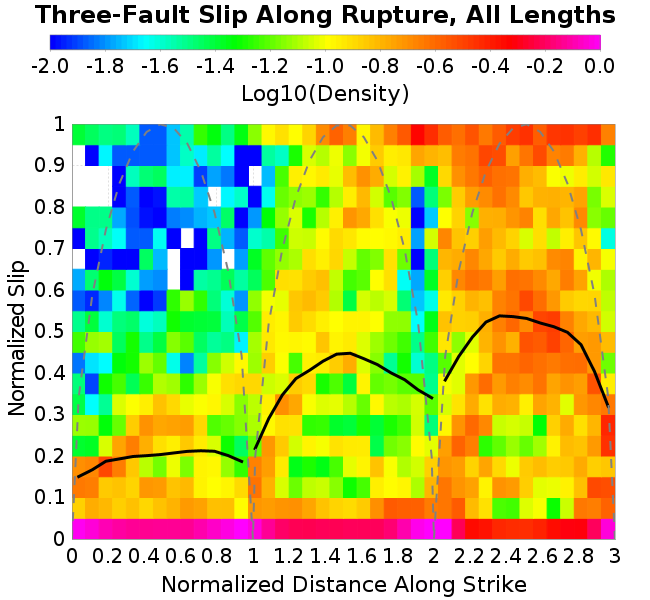 Three-Fault Slip Along Rupture, All Lengths
-2.0 -1.8 -1.6 -1.4 -1.2 -1.0 -0.8 -0.6 -0.4 -0.2 0.0
Log10(Density)
1
0.9
0.8
0.7
0.6
0.5
0.4
0.3
0.2
0.1
0
Normalized Slip
0 0.2 0.4 0.6 0.8 1 1.2 1.4 1.6 1.8 2 2.2 2.4 2.6 2.8 3
Normalized Distance Along Strike